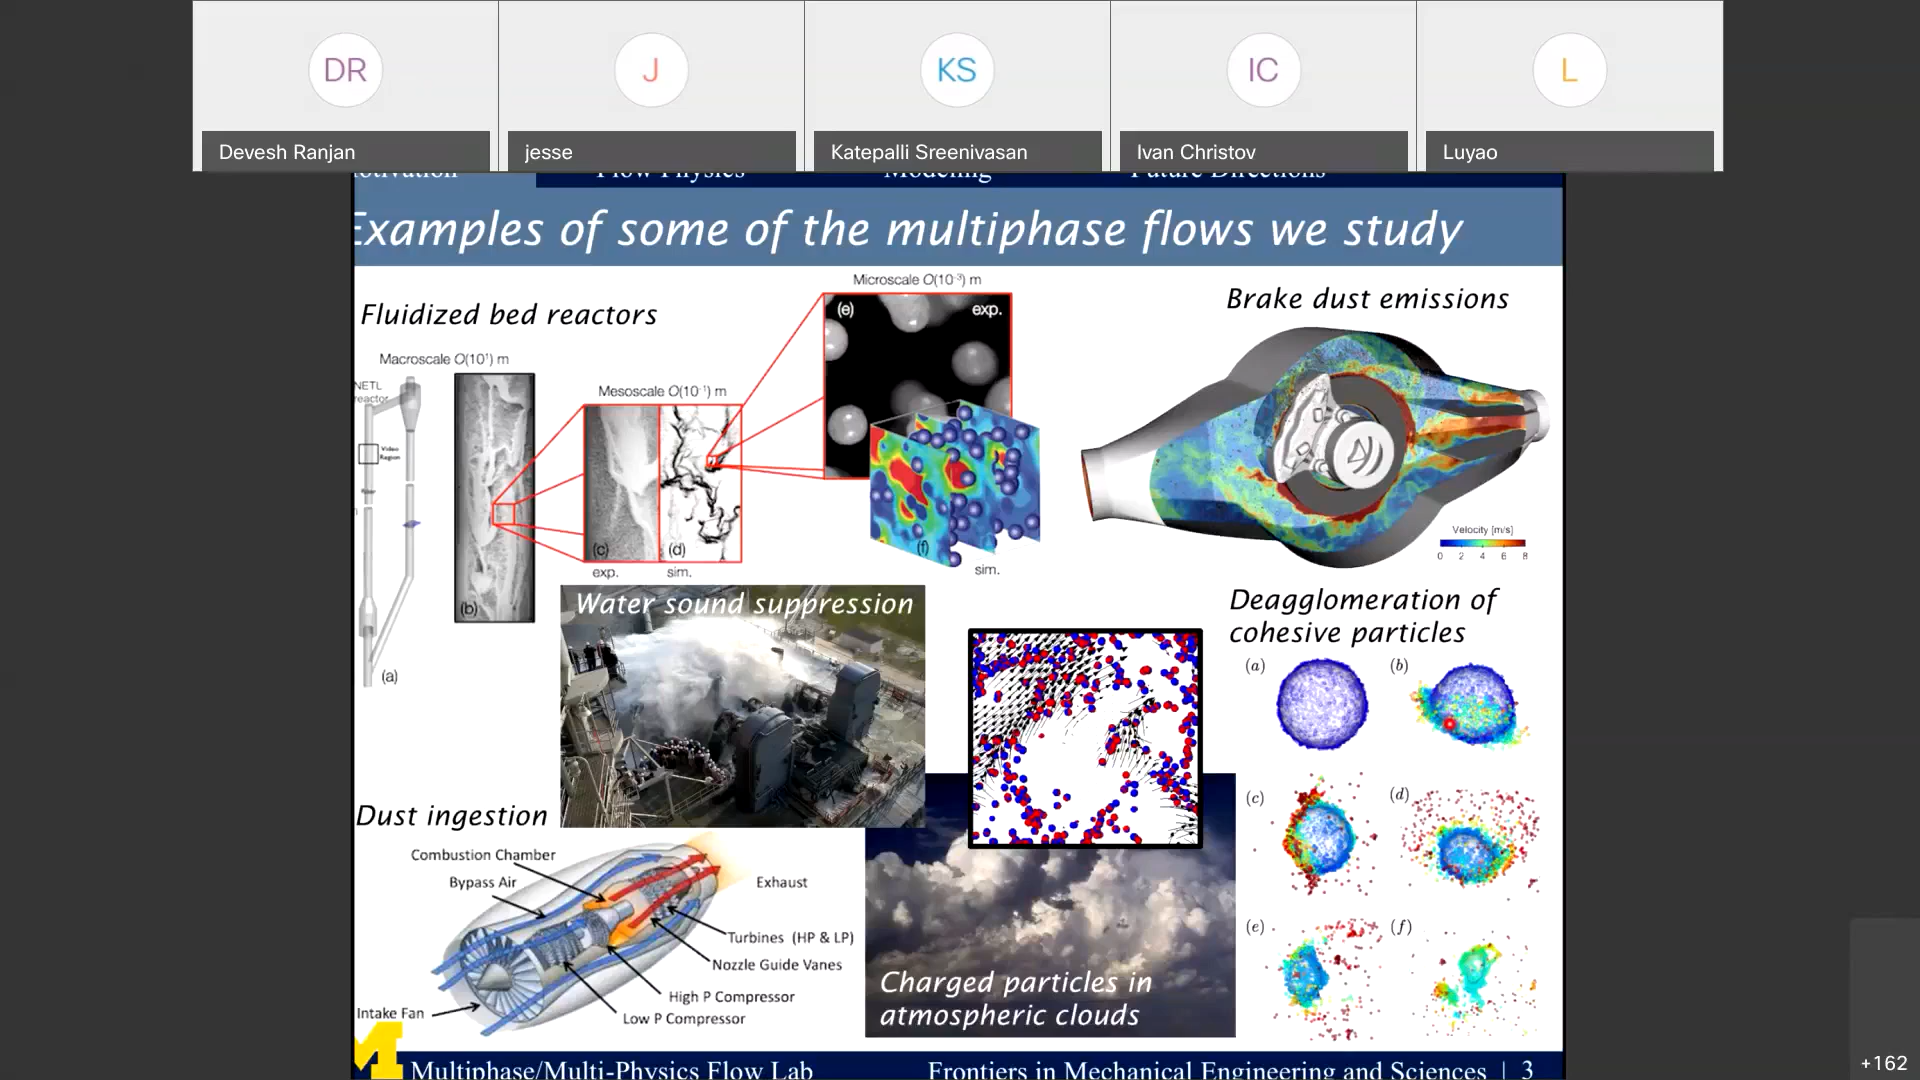 DR
J
KS
IC
L
Devesh Ranjan
jesse
Katepalli Sreenivasan
Ivan Christov
Luyao
otivation Flow Physics Modeling Future Directions
Examples of some of the multiphase flows we study
Fluidized bed reactors
Macroscale O(10¹) m
NETL
reactor
Video
Region
(a)
(b)
Mesoscale O(10⁻¹) m
(c)
(d)
exp. sim.
Microscale O(10⁻³) m
(e) exp.
(f)
sim.
Brake dust emissions
Velocity [m/s]
0 2 4 6 8
Water sound suppression
Deagglomeration of
cohesive particles
(a) (b)
(c) (d)
(e) (f)
Dust ingestion
Combustion Chamber
Bypass Air
Exhaust
Turbines (HP & LP)
Nozzle Guide Vanes
High P Compressor
Low P Compressor
Intake Fan
Charged particles in
atmospheric clouds
Multiphase/Multi-Physics Flow Lab Frontiers in Mechanical Engineering and Sciences | 3
+162